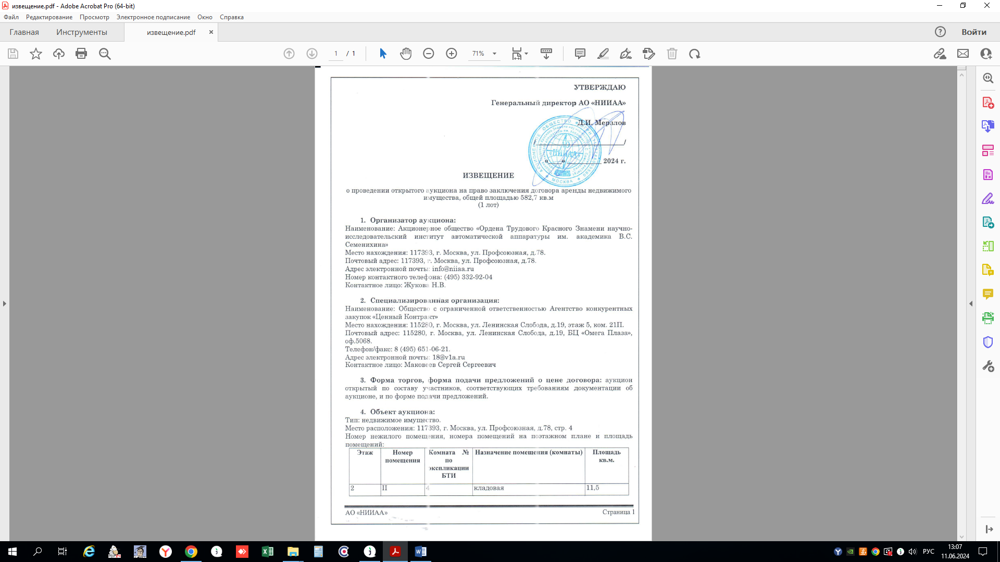 извещение.pdf - Adobe Acrobat Pro (64-bit)
Файл Редактирование Просмотр Электронное подписание Окно Справка
Главная Инструменты извещение.pdf Войти
1 / 1 71%
УТВЕРЖДАЮ
Генеральный директор АО «НИИАА»
Д.И. Мерзлов
/ /
«____» 2024 г.
АО
«НИИАА»
МОСКВА
ИЗВЕЩЕНИЕ
о проведении открытого аукциона на право заключения договора аренды недвижимого
имущества, общей площадью 582,7 кв.м
(1 лот)
1. Организатор аукциона:
Наименование: Акционерное общество «Ордена Трудового Красного Знамени научно-
исследовательский институт автоматической аппаратуры им. академика В.С.
Семенихина»
Место нахождения: 117393, г. Москва, ул. Профсоюзная, д.78.
Почтовый адрес: 117393, г. Москва, ул. Профсоюзная, д.78.
Адрес электронной почты: info@niiaa.ru
Номер контактного телефона: (495) 332-92-04
Контактное лицо: Жукова Н.В.
2. Специализированная организация:
Наименование: Общество с ограниченной ответственностью Агентство конкурентных
закупок «Ценный Контракт»
Место нахождения: 115280, г. Москва, ул. Ленинская Слобода, д.19, этаж 5, ком. 21П.
Почтовый адрес: 115280, г. Москва, ул. Ленинская Слобода, д.19, БЦ «Омега Плаза»,
оф.5068.
Телефон/факс: 8 (495) 651-06-21.
Адрес электронной почты: 18@v1a.ru
Контактное лицо: Маковеев Сергей Сергеевич
3. Форма торгов, форма подачи предложений о цене договора: аукцион
открытый по составу участников, соответствующих требованиям документации об
аукционе, и по форме подачи предложений.
4. Объект аукциона:
Тип: недвижимое имущество.
Место расположения: 117393, г. Москва, ул. Профсоюзная, д.78, стр. 4
Номер нежилого помещения, номера помещений на поэтажном плане и площадь
помещений:
Этаж Номер помещения Комната № по экспликации БТИ Назначение помещения (комнаты) Площадь кв.м.
2 II 4 кладовая 11,5
АО «НИИАА» Страница 1
РУС 13:07
11.06.2024